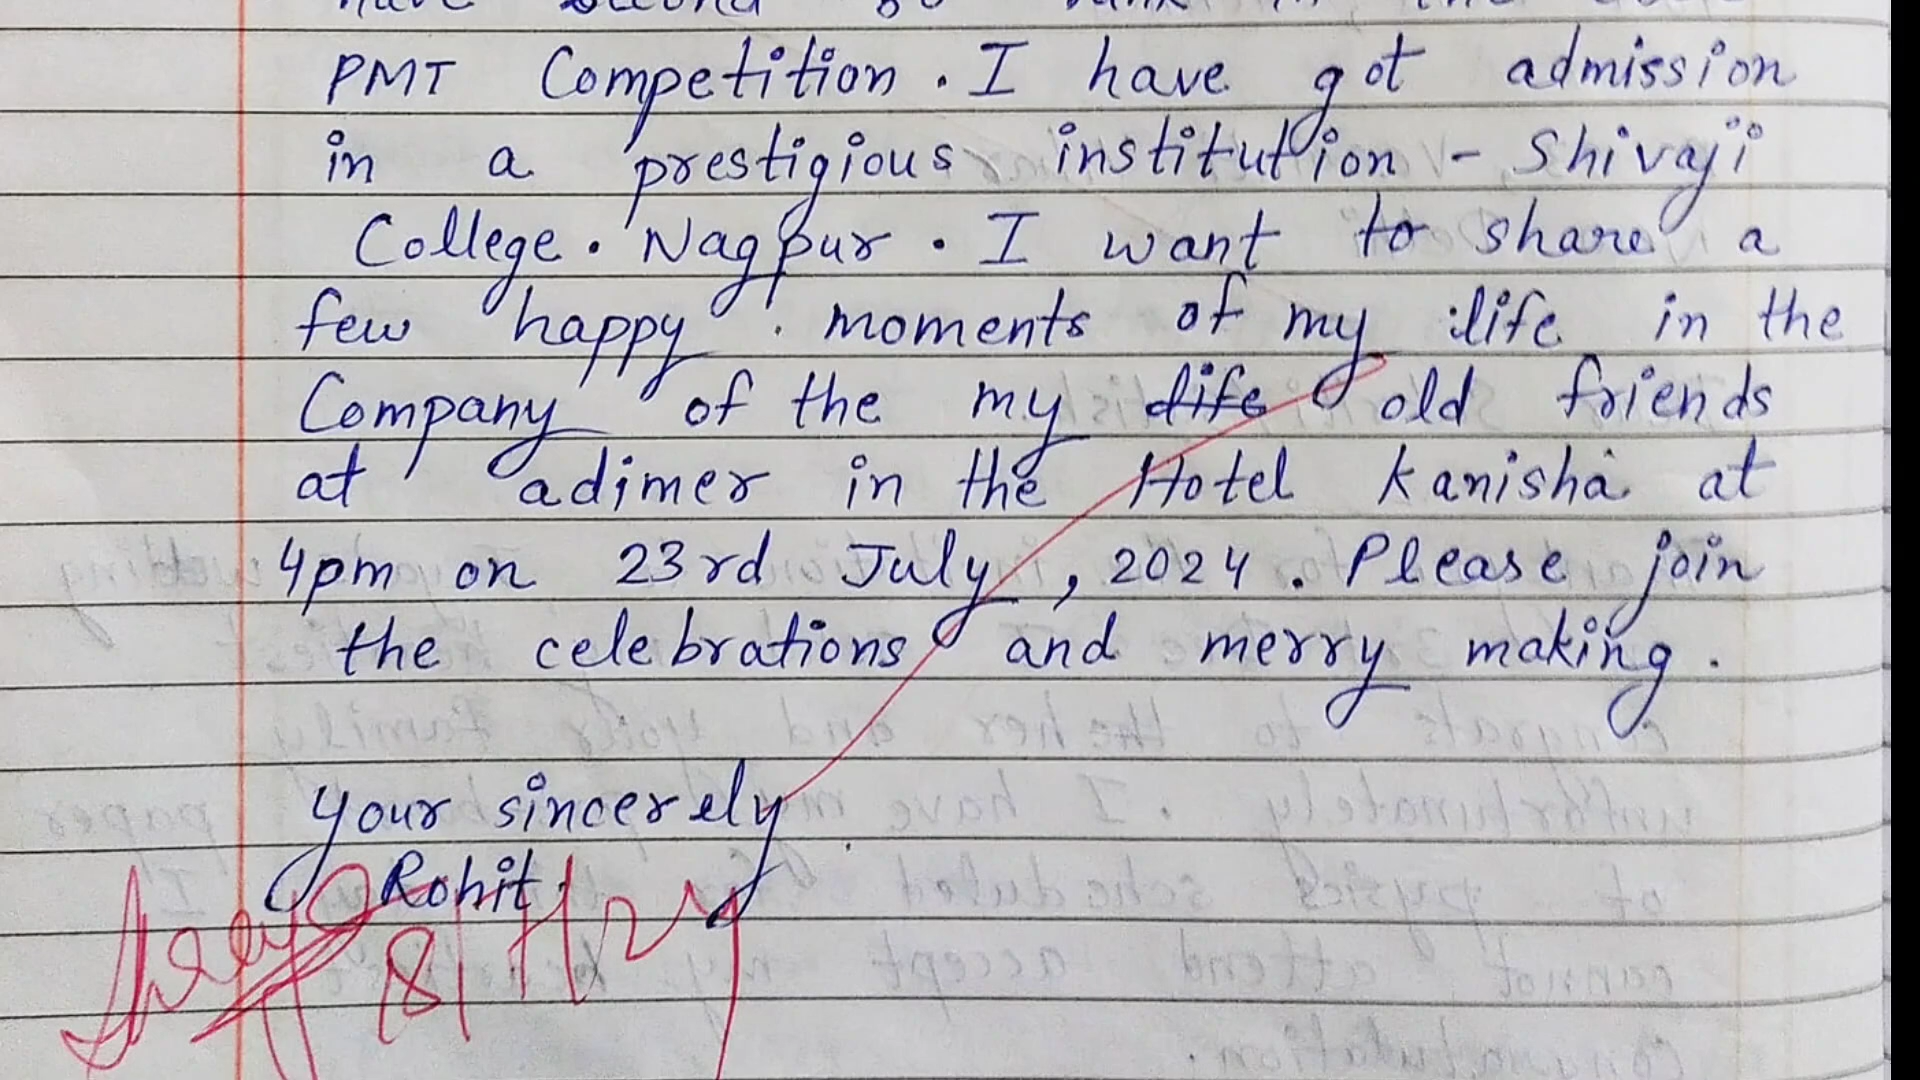 PMT Competition. I have got admission
in a prestigious institution - Shivaji
College. Nagpur. I want to share a
few happy. moments of my life in the
Company of the my life old friends
at adimer in the Hotel Kanisha at
4pm on 23rd July, 2024. Please join
the celebrations and merry making.
your sincerely
Rohit